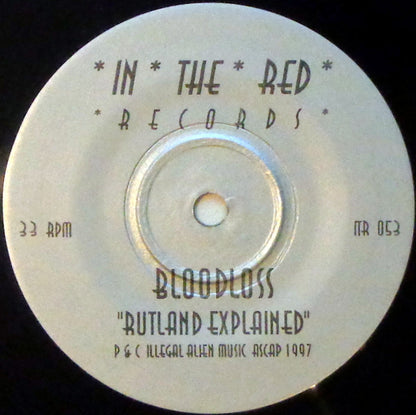 * IN * THE * RED *
* RECORDS *
33 RPM
ITR 053
BLOODLOSS
"RUTLAND EXPLAINED"
P & C ILLEGAL ALIEN MUSIC ASCAP 1997